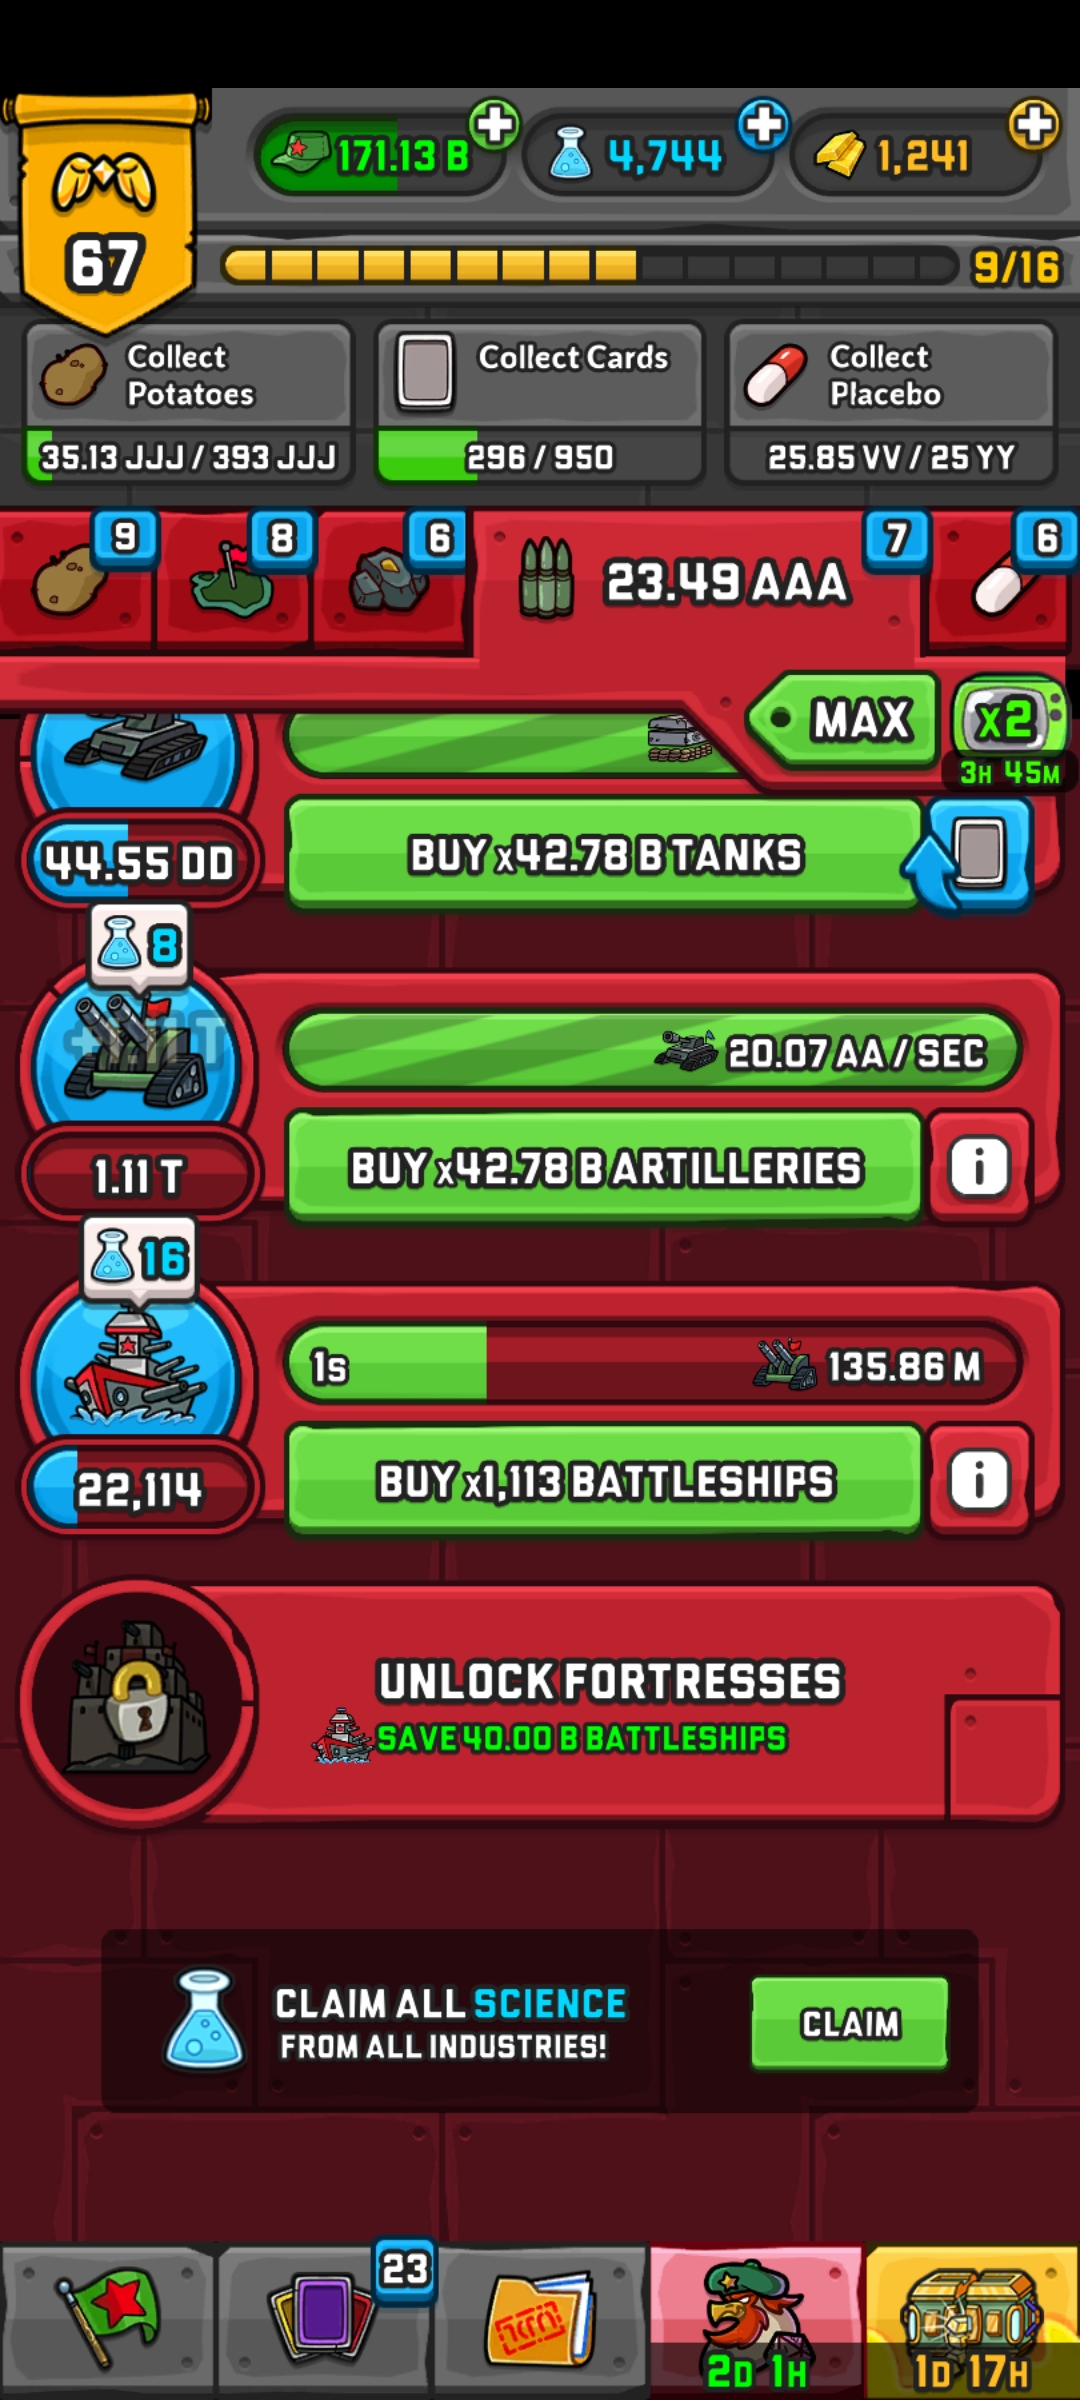 171.13 B
4,744
1,241
67
9/16
Collect
Potatoes
35.13 JJJ / 393 JJJ
Collect Cards
296 / 950
Collect
Placebo
25.85 VV / 25 YY
9
8
6
23.49 AAA
7
6
MAX
x2
3H 45M
44.55 DD
BUY x42.78 B TANKS
8
20.07 AA / SEC
1.11 T
BUY x42.78 B ARTILLERIES
16
1s
135.86 M
22,114
BUY x1,113 BATTLESHIPS
UNLOCK FORTRESSES
SAVE 40.00 B BATTLESHIPS
CLAIM ALL SCIENCE
FROM ALL INDUSTRIES!
CLAIM
23
2D 1H
1D 17H